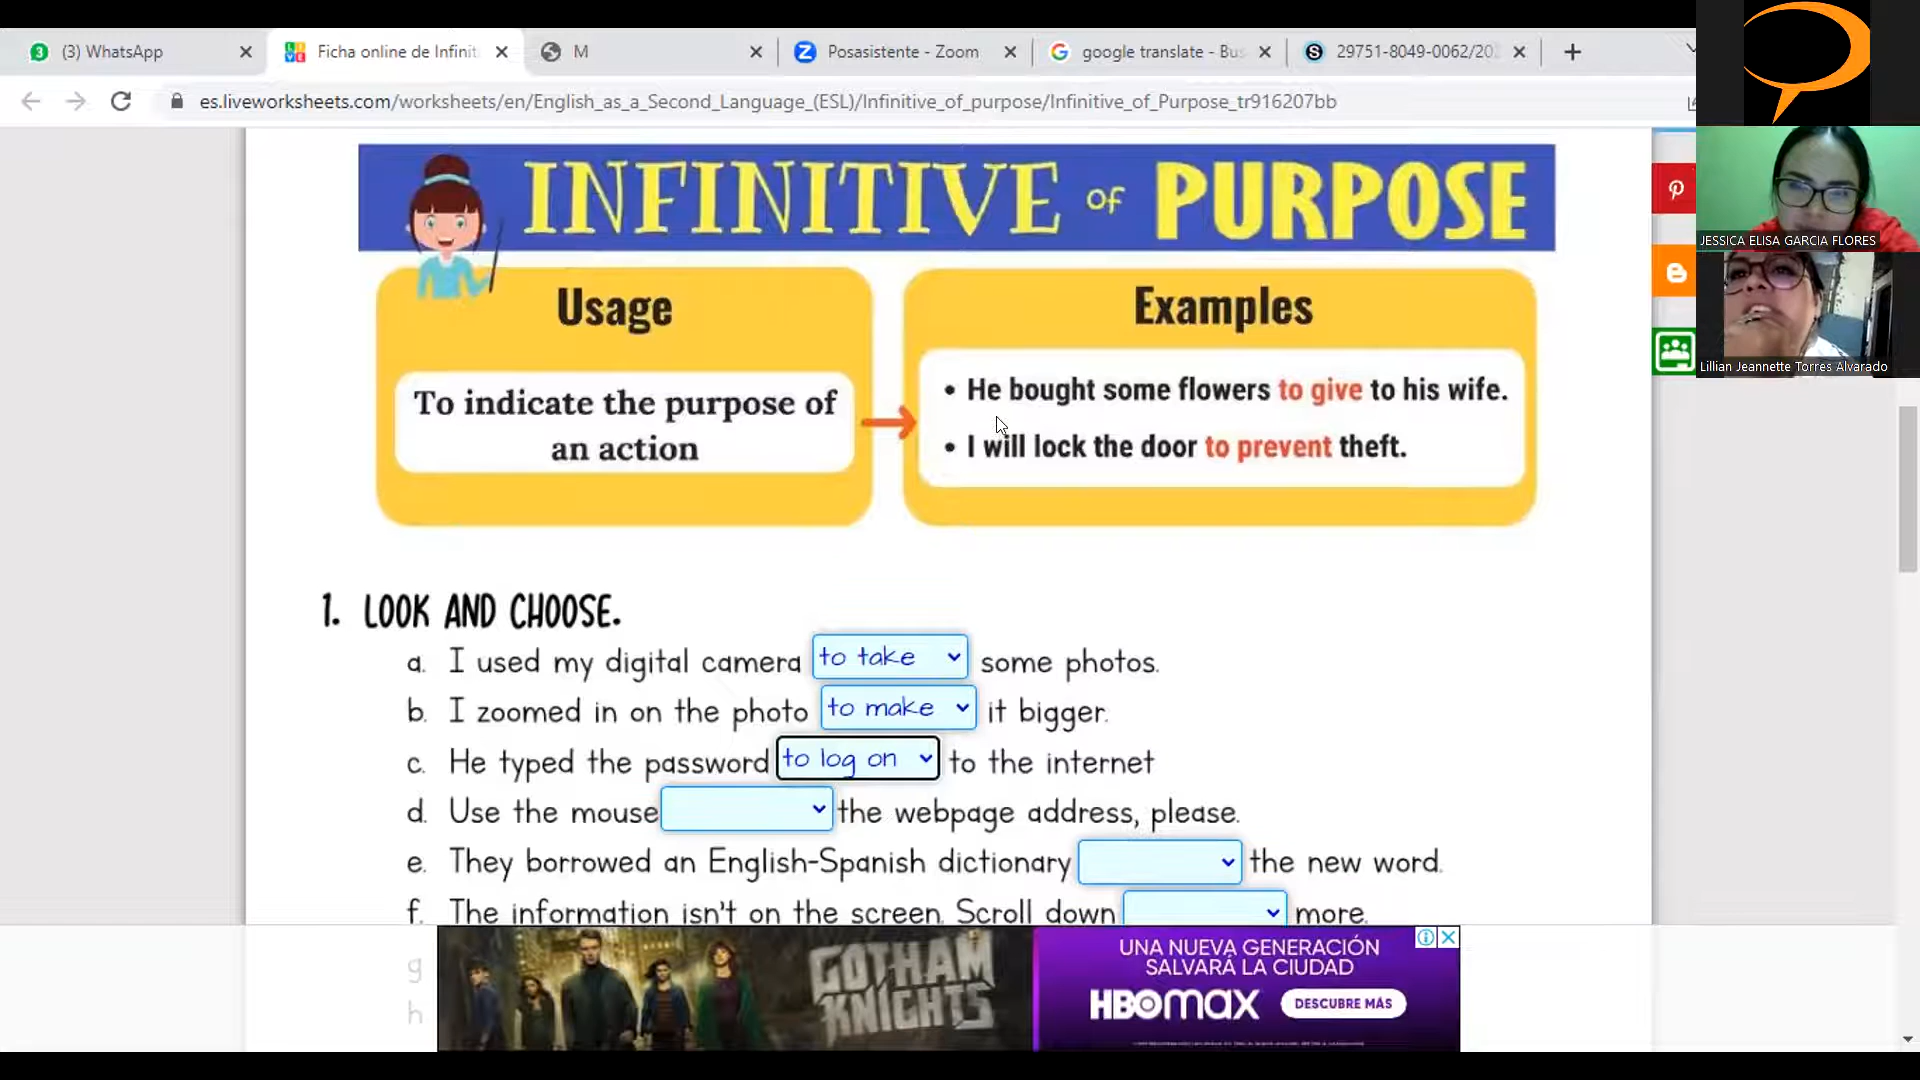 (3) WhatsApp
Ficha online de Infinit
M
Posasistente - Zoom
google translate - Bus
29751-8049-0062/202
es.liveworksheets.com/worksheets/en/English_as_a_Second_Language_(ESL)/Infinitive_of_purpose/Infinitive_of_Purpose_tr916207bb
INFINITIVE of PURPOSE
Usage
To indicate the purpose of
an action
Examples
• He bought some flowers to give to his wife.
• I will lock the door to prevent theft.
JESSICA ELISA GARCIA FLORES
Lillian Jeannette Torres Alvarado
1. LOOK AND CHOOSE.
a. I used my digital camera to take some photos.
b. I zoomed in on the photo to make it bigger.
c. He typed the password to log on to the internet
d. Use the mouse the webpage address, please.
e. They borrowed an English-Spanish dictionary the new word.
f. The information isn't on the screen. Scroll down more.
g
h
GOTHAM
KNIGHTS
UNA NUEVA GENERACIÓN
SALVARÁ LA CIUDAD
HBOMAX
DESCUBRE MÁS